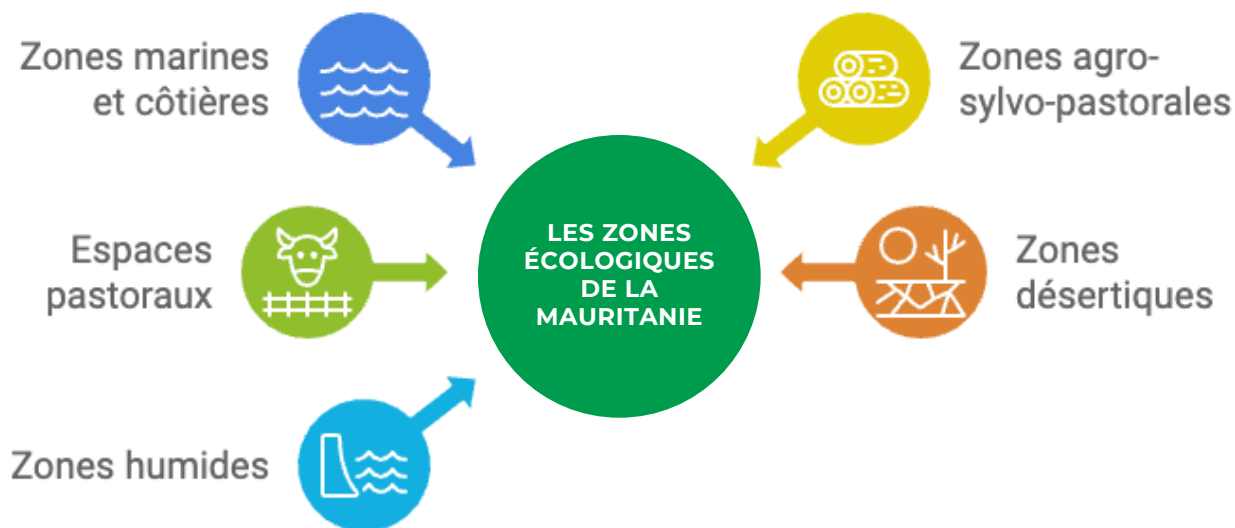 Zones marines
et côtières
Espaces
pastoraux
Zones humides
LES ZONES
ÉCOLOGIQUES
DE LA
MAURITANIE
Zones agro-
sylvo-pastorales
Zones
désertiques